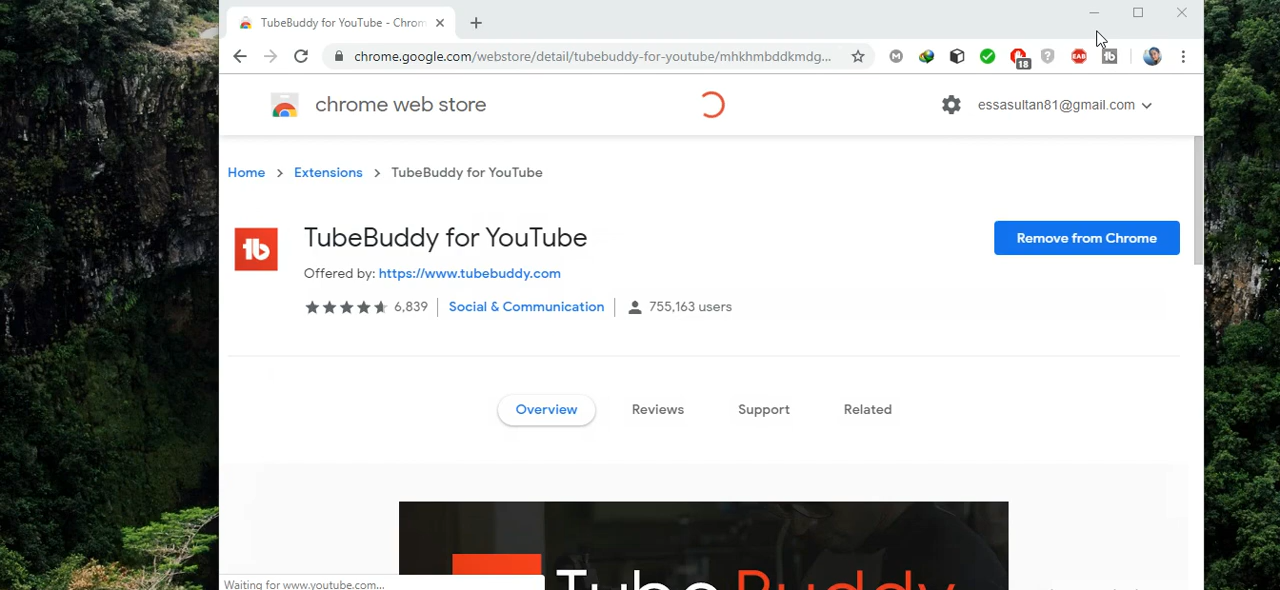 TubeBuddy for YouTube - Chrom
chrome.google.com/webstore/detail/tubebuddy-for-youtube/mhkhmbddkmdg...
18
EAB
chrome web store
essasultan81@gmail.com
Home > Extensions > TubeBuddy for YouTube
TubeBuddy for YouTube
Remove from Chrome
Offered by: https://www.tubebuddy.com
6,839 Social & Communication 755,163 users
Overview Reviews Support Related
TubeBuddy
Waiting for www.youtube.com...